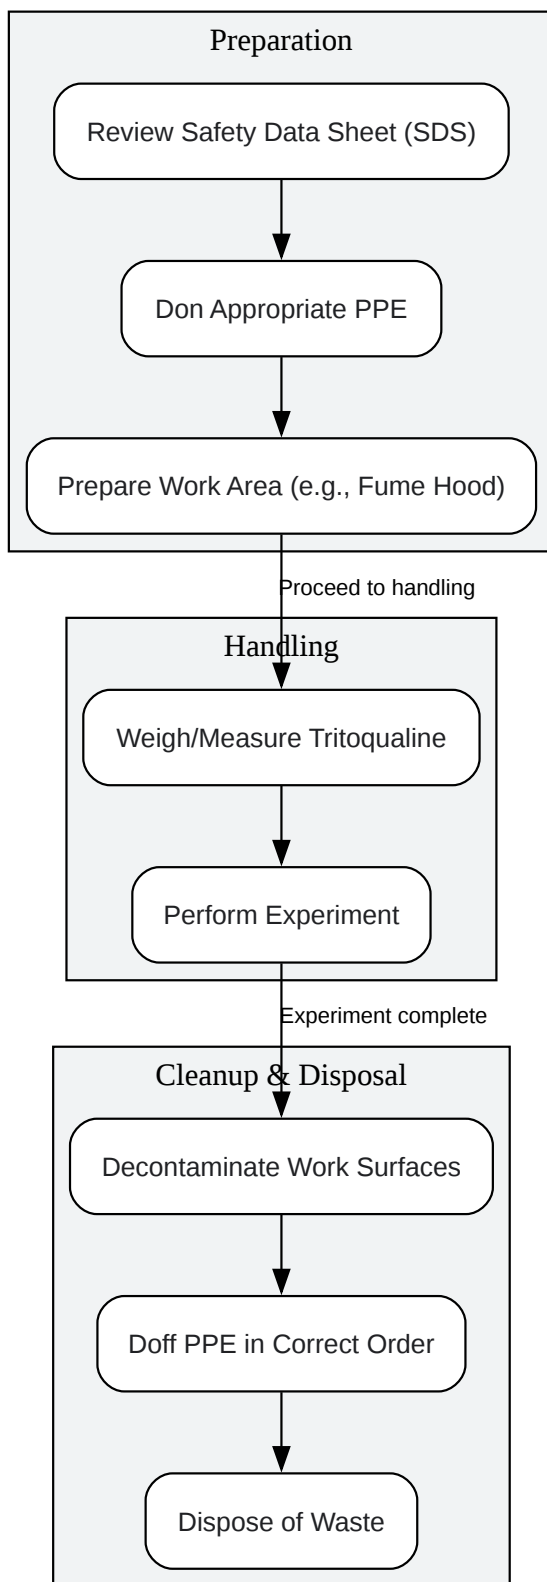 Preparation
Review Safety Data Sheet (SDS)
Don Appropriate PPE
Prepare Work Area (e.g., Fume Hood)
Proceed to handling
Handling
Weigh/Measure Tritoqualine
Perform Experiment
Experiment complete
Cleanup & Disposal
Decontaminate Work Surfaces
Doff PPE in Correct Order
Dispose of Waste